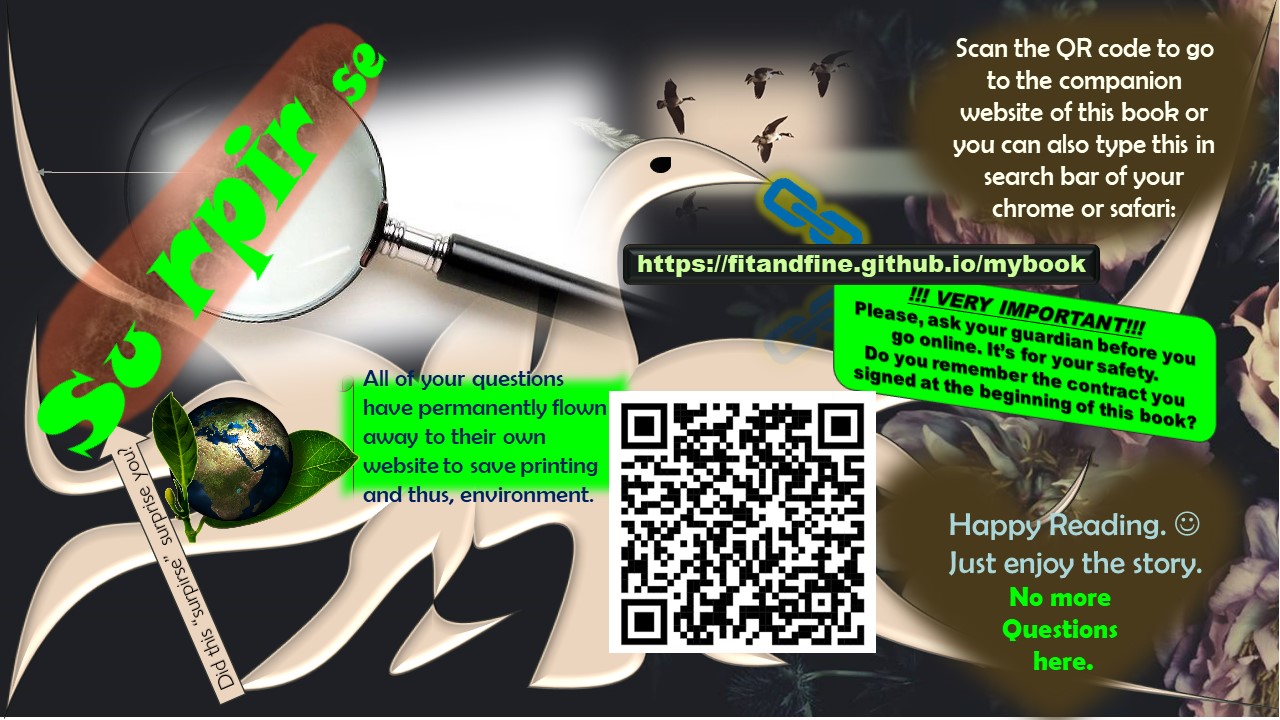 Surpirse
Scan the QR code to go
to the companion
website of this book or
you can also type this in
search bar of your
chrome or safari:
https://fitandfine.github.io/mybook
!!! VERY IMPORTANT!!!
Please, ask your guardian before you
go online. It's for your safety.
Do you remember the contract you
signed at the beginning of this book?
All of your questions
have permanently flown
away to their own
website to save printing
and thus, environment.
Did this "surpirse" surprise you?
Happy Reading. ☺
Just enjoy the story.
No more
Questions
here.